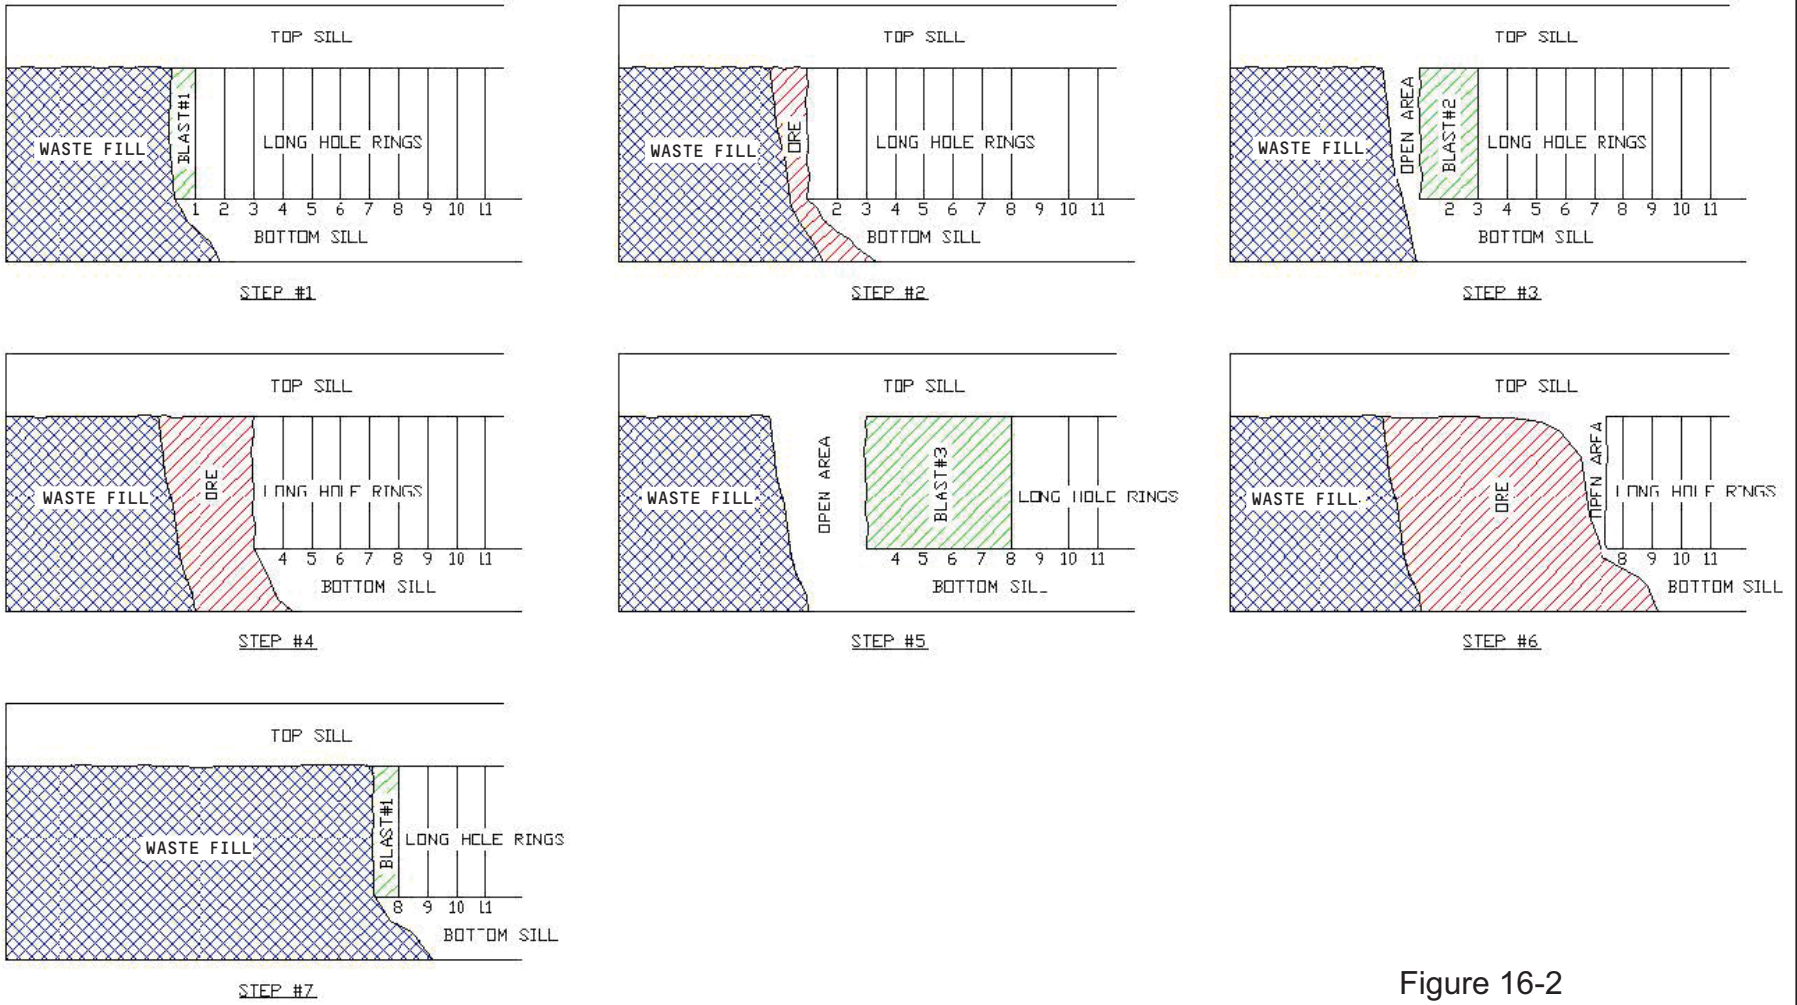 TOP SILL
WASTE FILL
BLAST#1
LONG HOLE RINGS
1 2 3 4 5 6 7 8 9 10 11
BOTTOM SILL
STEP #1
TOP SILL
WASTE FILL
ORE
LONG HOLE RINGS
2 3 4 5 6 7 8 9 10 11
BOTTOM SILL
STEP #2
TOP SILL
WASTE FILL
OPEN AREA
BLAST#2
LONG HOLE RINGS
2 3 4 5 6 7 8 9 10 11
BOTTOM SILL
STEP #3
TOP SILL
WASTE FILL
ORE
LONG HOLE RINGS
4 5 6 7 8 9 10 11
BOTTOM SILL
STEP #4
TOP SILL
WASTE FILL
OPEN AREA
BLAST#3
LONG HOLE RINGS
4 5 6 7 8 9 10 11
BOTTOM SILL
STEP #5
TOP SILL
WASTE FILL
ORE
OPEN AREA
LONG HOLE RINGS
8 9 10 11
BOTTOM SILL
STEP #6
TOP SILL
WASTE FILL
BLAST#1
LONG HOLE RINGS
8 9 10 11
BOTTOM SILL
STEP #7
Figure 16-2